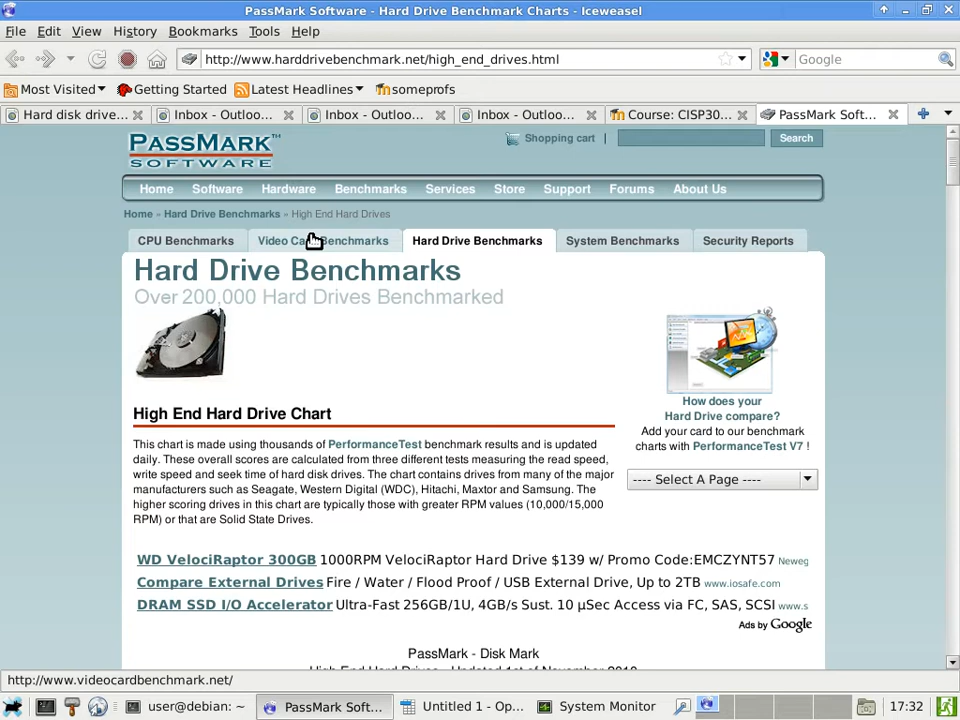 PassMark Software - Hard Drive Benchmark Charts - Iceweasel
File Edit View History Bookmarks Tools Help
http://www.harddrivebenchmark.net/high_end_drives.html
Google
Most Visited Getting Started Latest Headlines someprofs
Hard disk drive... Inbox - Outloo... Inbox - Outloo... Inbox - Outloo... Course: CISP30... PassMark Soft...
PASSMARK™
SOFTWARE
Shopping cart | Search
Home Software Hardware Benchmarks Services Store Support Forums About Us
Home » Hard Drive Benchmarks » High End Hard Drives
CPU Benchmarks Video Card Benchmarks Hard Drive Benchmarks System Benchmarks Security Reports
Hard Drive Benchmarks
Over 200,000 Hard Drives Benchmarked
How does your
Hard Drive compare?
Add your card to our benchmark
charts with PerformanceTest V7 !
---- Select A Page ----
High End Hard Drive Chart
This chart is made using thousands of PerformanceTest benchmark results and is updated
daily. These overall scores are calculated from three different tests measuring the read speed,
write speed and seek time of hard disk drives. The chart contains drives from many of the major
manufacturers such as Seagate, Western Digital (WDC), Hitachi, Maxtor and Samsung. The
higher scoring drives in this chart are typically those with greater RPM values (10,000/15,000
RPM) or that are Solid State Drives.
WD VelociRaptor 300GB 1000RPM VelociRaptor Hard Drive $139 w/ Promo Code:EMCZYNT57 Neweg
Compare External Drives Fire / Water / Flood Proof / USB External Drive, Up to 2TB www.iosafe.com
DRAM SSD I/O Accelerator Ultra-Fast 256GB/1U, 4GB/s Sust. 10 µSec Access via FC, SAS, SCSI www.s
Ads by Google
PassMark - Disk Mark
High End Hard Drives - Updated 1st of November 2010
http://www.videocardbenchmark.net/
user@debian: ~ PassMark Soft... Untitled 1 - Op... System Monitor 17:32